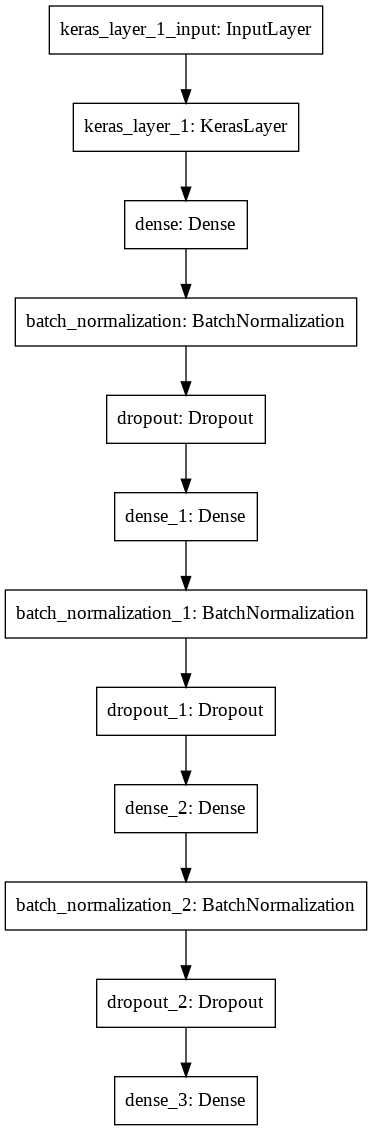 keras_layer_1_input: InputLayer
keras_layer_1: KerasLayer
dense: Dense
batch_normalization: BatchNormalization
dropout: Dropout
dense_1: Dense
batch_normalization_1: BatchNormalization
dropout_1: Dropout
dense_2: Dense
batch_normalization_2: BatchNormalization
dropout_2: Dropout
dense_3: Dense